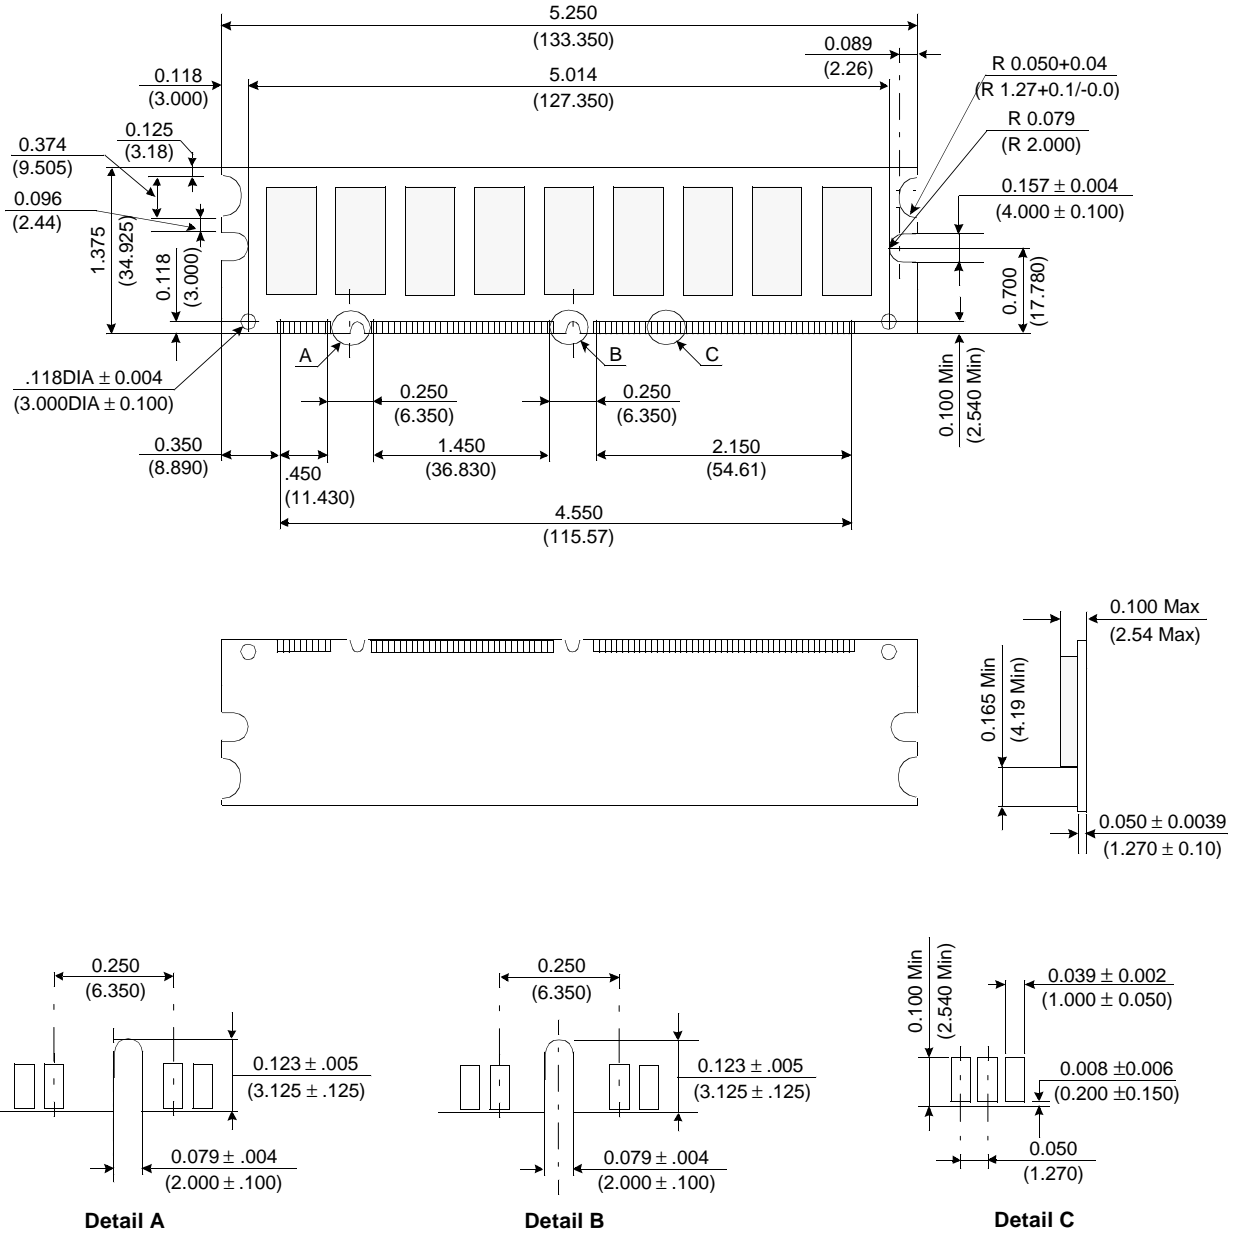 5.250
(133.350)
0.089
(2.26)
R 0.050+0.04
(R 1.27+0.1/-0.0)
0.118
(3.000)
5.014
(127.350)
R 0.079
(R 2.000)
0.125
(3.18)
0.374
(9.505)
0.096
(2.44)
0.157 ± 0.004
(4.000 ± 0.100)
1.375
(34.925)
0.118
(3.000)
0.700
(17.780)
A
B
C
.118DIA ± 0.004
(3.000DIA ± 0.100)
0.250
(6.350)
0.250
(6.350)
0.100 Min
(2.540 Min)
0.350
(8.890)
.450
(11.430)
1.450
(36.830)
2.150
(54.61)
4.550
(115.57)
0.100 Max
(2.54 Max)
0.165 Min
(4.19 Min)
0.050 ± 0.0039
(1.270 ± 0.10)
0.250
(6.350)
0.123 ± .005
(3.125 ± .125)
0.079 ± .004
(2.000 ± .100)
Detail A
0.250
(6.350)
0.123 ± .005
(3.125 ± .125)
0.079 ± .004
(2.000 ± .100)
Detail B
0.100 Min
(2.540 Min)
0.039 ± 0.002
(1.000 ± 0.050)
0.008 ±0.006
(0.200 ±0.150)
0.050
(1.270)
Detail C